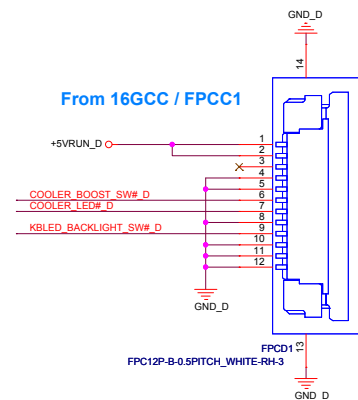 GND_D
14
From 16GCC / FPCC1
+5VRUN_D
1
2
3
4
5
COOLER_BOOST_SW#_D
6
COOLER_LED#_D
7
8
KBLED_BACKLIGHT_SW#_D
9
10
11
12
GND_D
13
FPCD1
FPC12P-B-0.5PITCH_WHITE-RH-3
GND_D